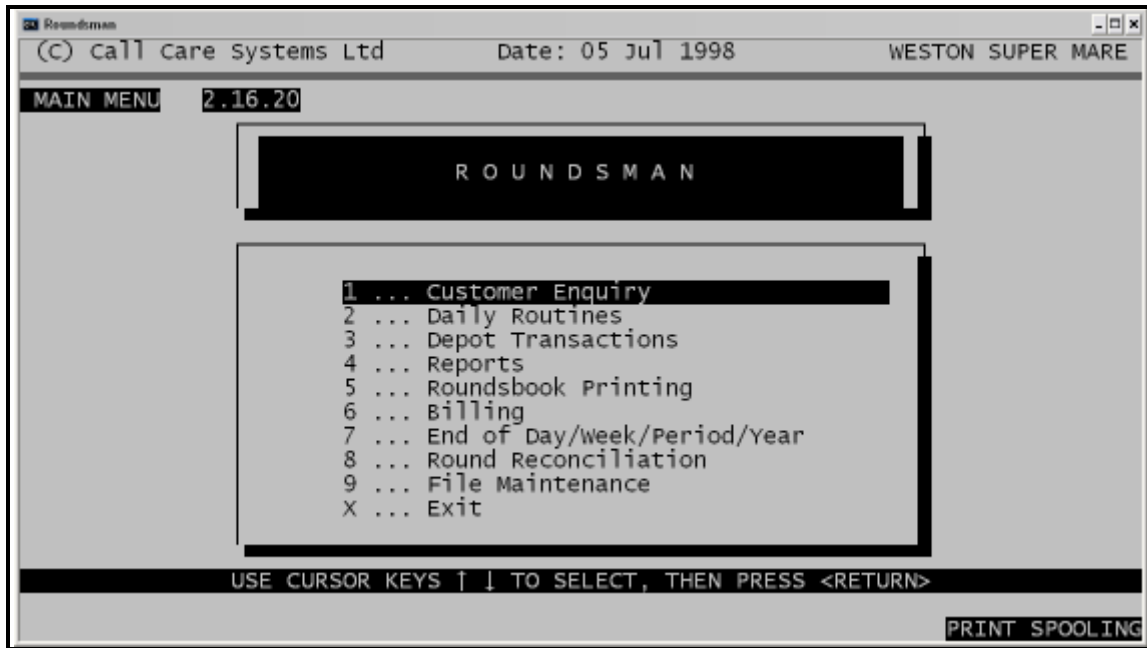 Roundsman
(C) Call Care Systems Ltd Date: 05 Jul 1998 WESTON SUPER MARE
MAIN MENU 2.16.20
R O U N D S M A N
1 ... Customer Enquiry
2 ... Daily Routines
3 ... Depot Transactions
4 ... Reports
5 ... Roundsbook Printing
6 ... Billing
7 ... End of Day/Week/Period/Year
8 ... Round Reconciliation
9 ... File Maintenance
X ... Exit
USE CURSOR KEYS ↑ ↓ TO SELECT, THEN PRESS <RETURN>
PRINT SPOOLING